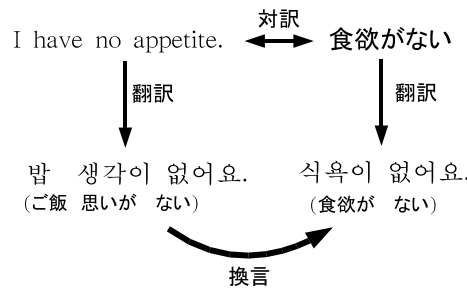 I have no appetite.
対訳
食欲がない
翻訳
翻訳
밥 생각이 없어요.
(ご飯 思いが ない)
식욕이 없어요.
(食欲が ない)
換言